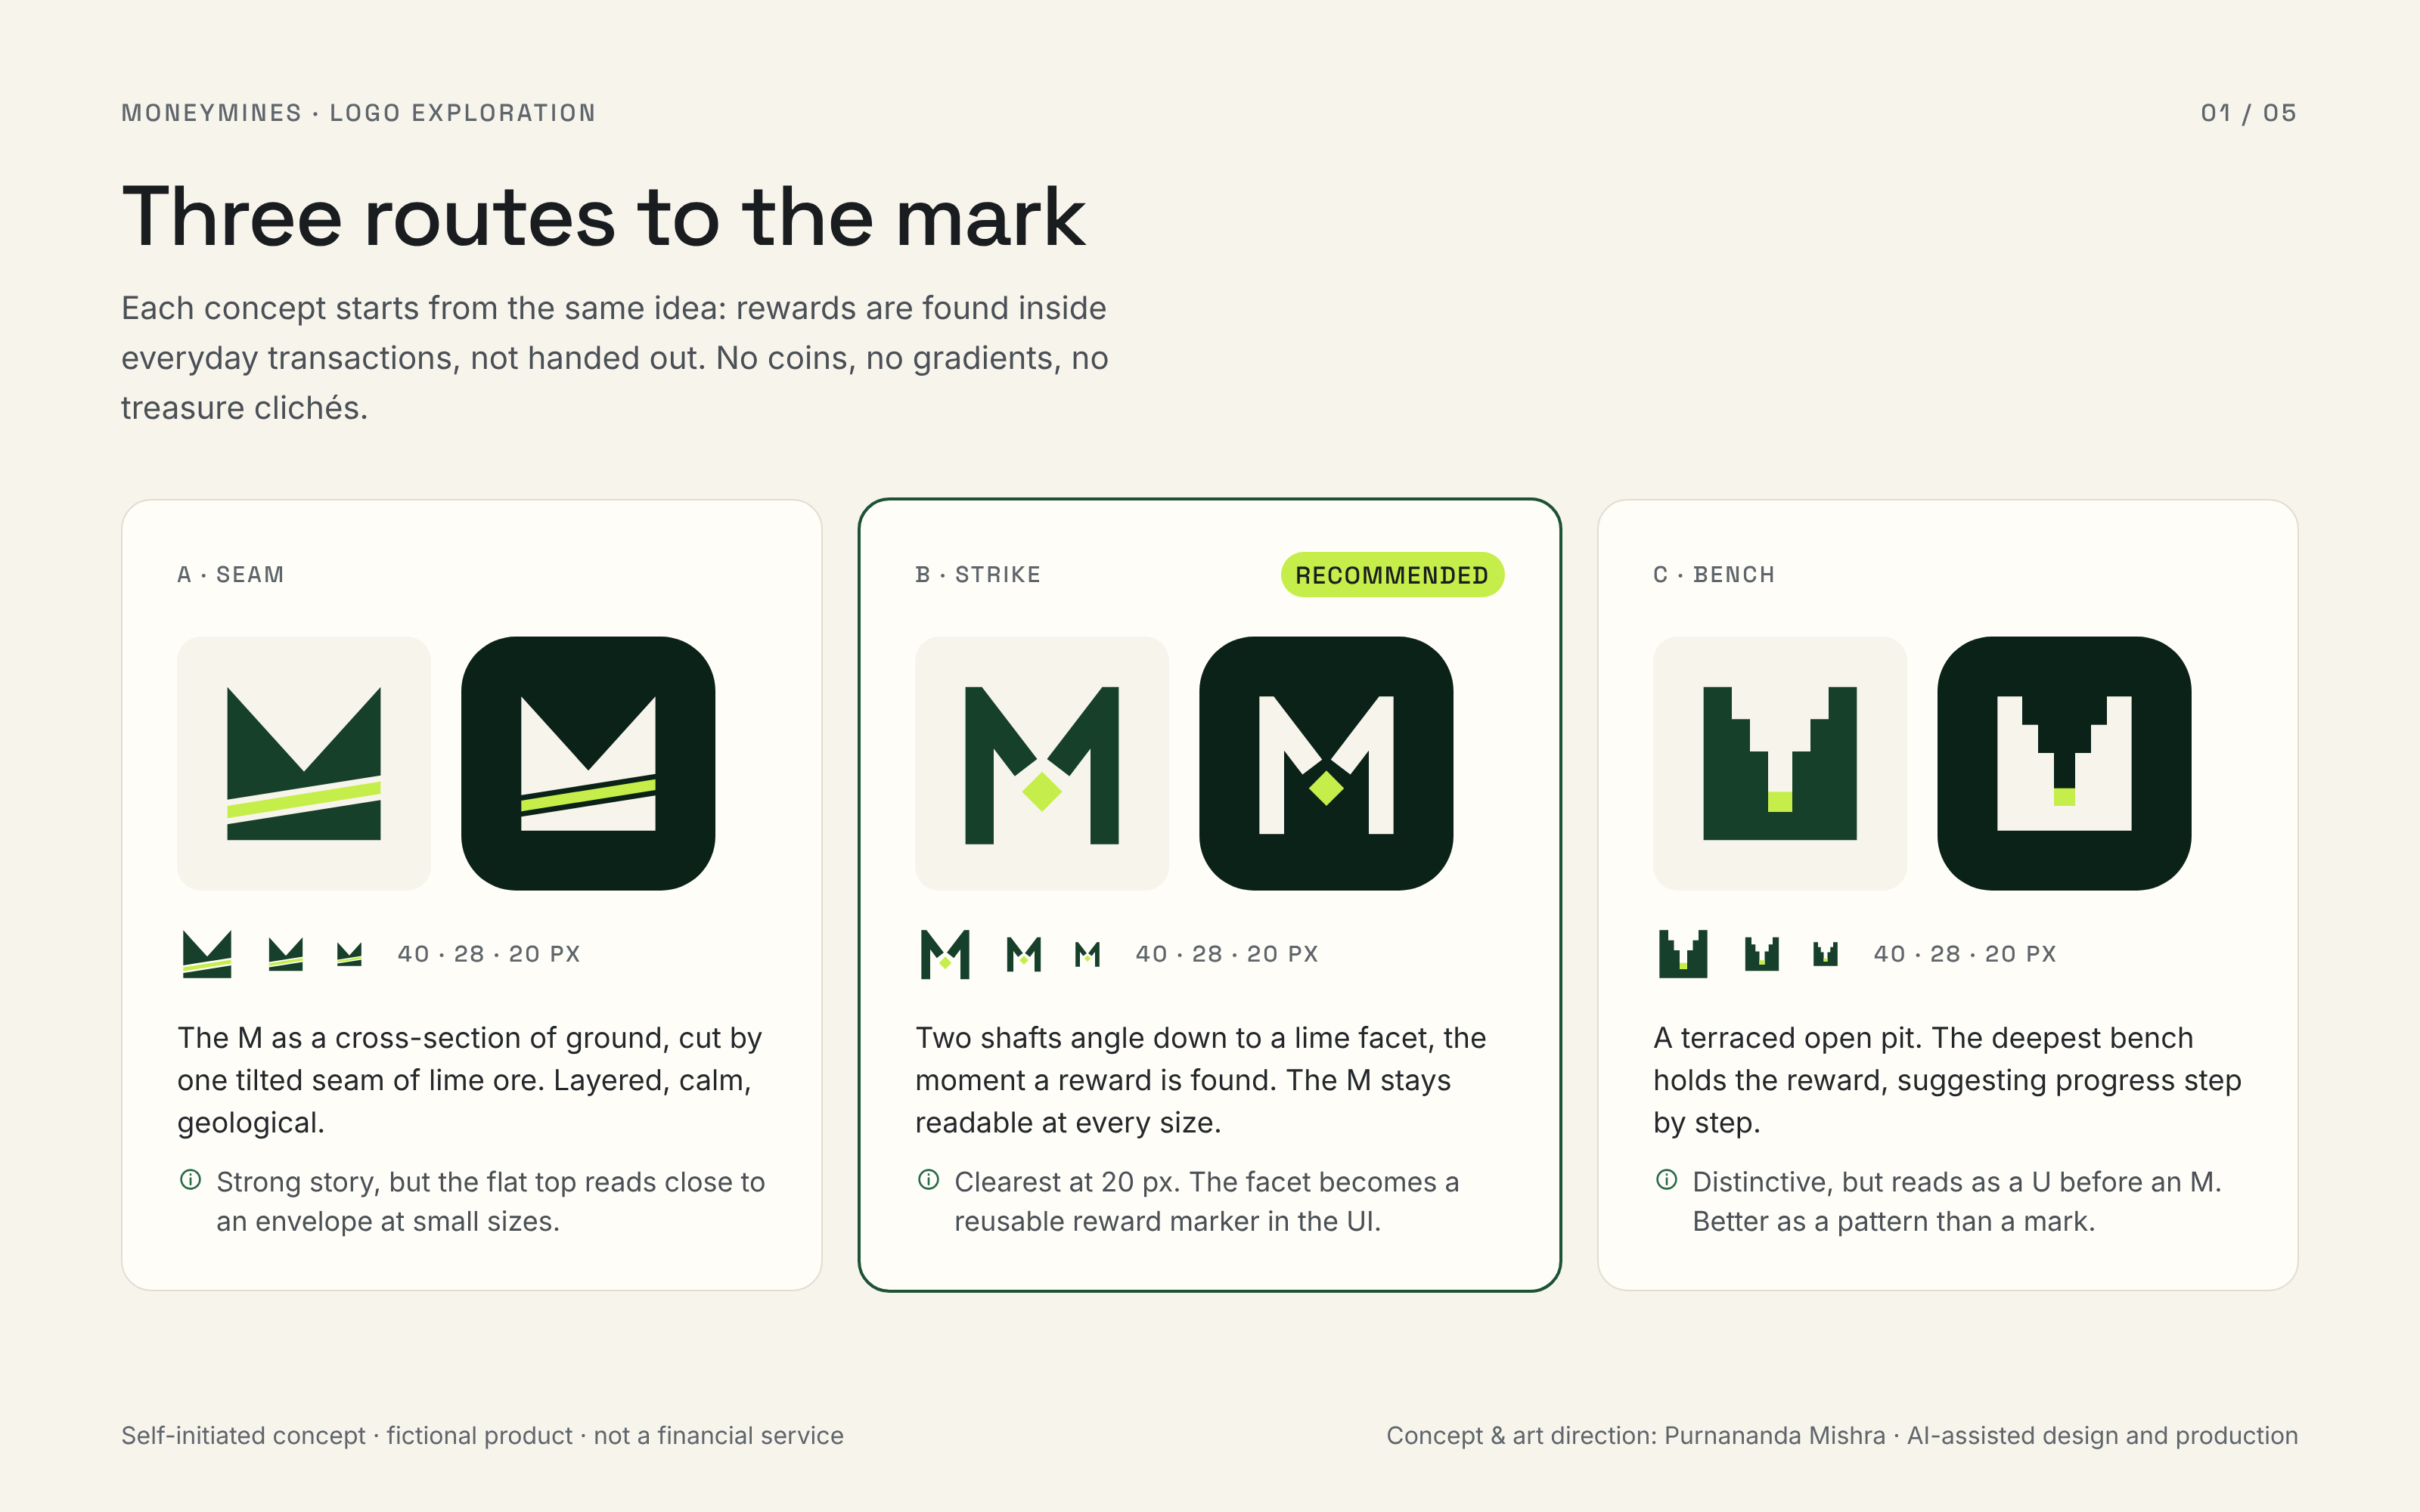 MONEYMINES · LOGO EXPLORATION
01 / 05
Three routes to the mark
Each concept starts from the same idea: rewards are found inside
everyday transactions, not handed out. No coins, no gradients, no
treasure clichés.
A · SEAM
40 · 28 · 20 PX
The M as a cross-section of ground, cut by
one tilted seam of lime ore. Layered, calm,
geological.
Strong story, but the flat top reads close to
an envelope at small sizes.
B · STRIKE
RECOMMENDED
40 · 28 · 20 PX
Two shafts angle down to a lime facet, the
moment a reward is found. The M stays
readable at every size.
Clearest at 20 px. The facet becomes a
reusable reward marker in the UI.
C · BENCH
40 · 28 · 20 PX
A terraced open pit. The deepest bench
holds the reward, suggesting progress step
by step.
Distinctive, but reads as a U before an M.
Better as a pattern than a mark.
Self-initiated concept · fictional product · not a financial service
Concept & art direction: Purnananda Mishra · AI-assisted design and production